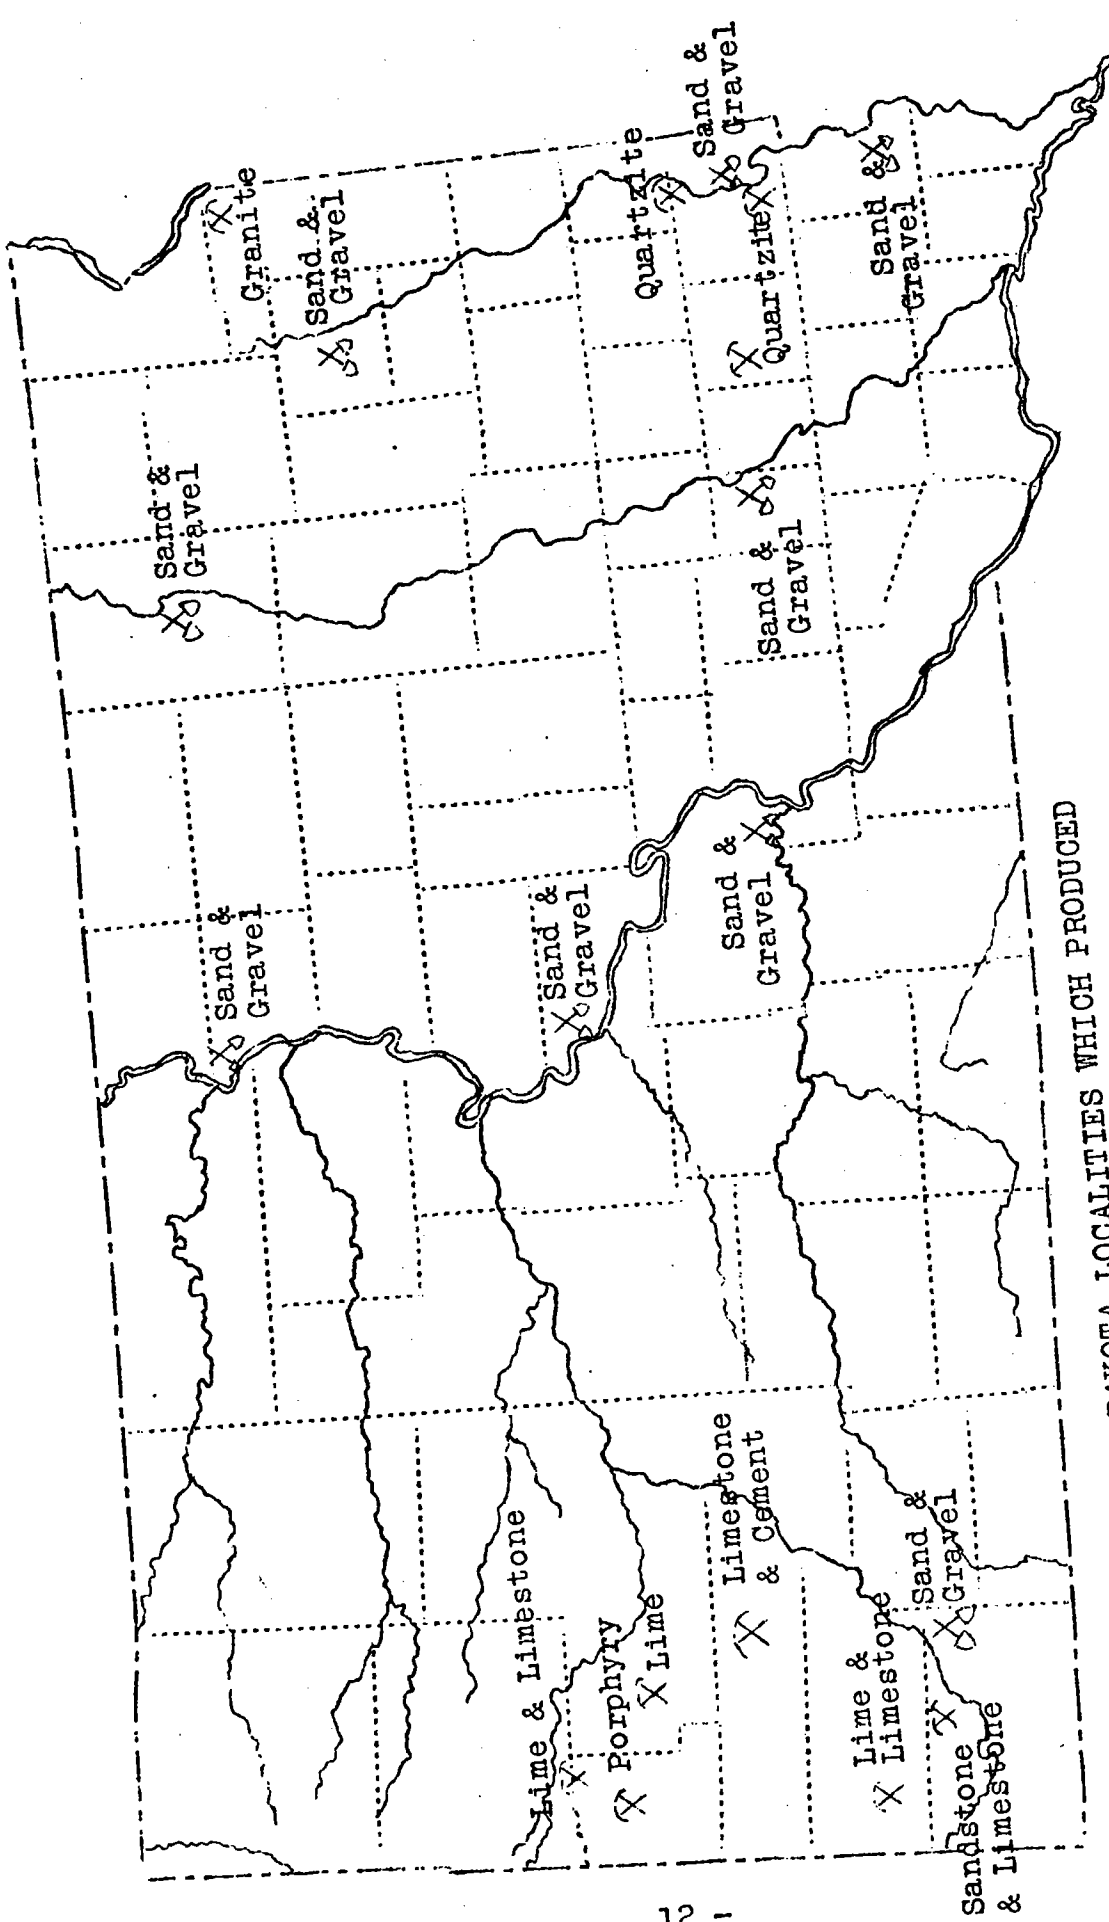 Sand &
Gravel
Granite
Sand &
Gravel
Sand &
Gravel
Lime & Limestone
Sand &
Gravel
Porphyry
Lime
Quartzite
Sand &
Gravel
Limestone
& Cement
Sand &
Gravel
Sand &
Gravel
Quartzite
Lime &
Limestone
Sand &
Gravel
Sand &
Gravel
Sandstone
& Limestone
DAKOTA LOCALITIES WHICH PRODUCED
12 -